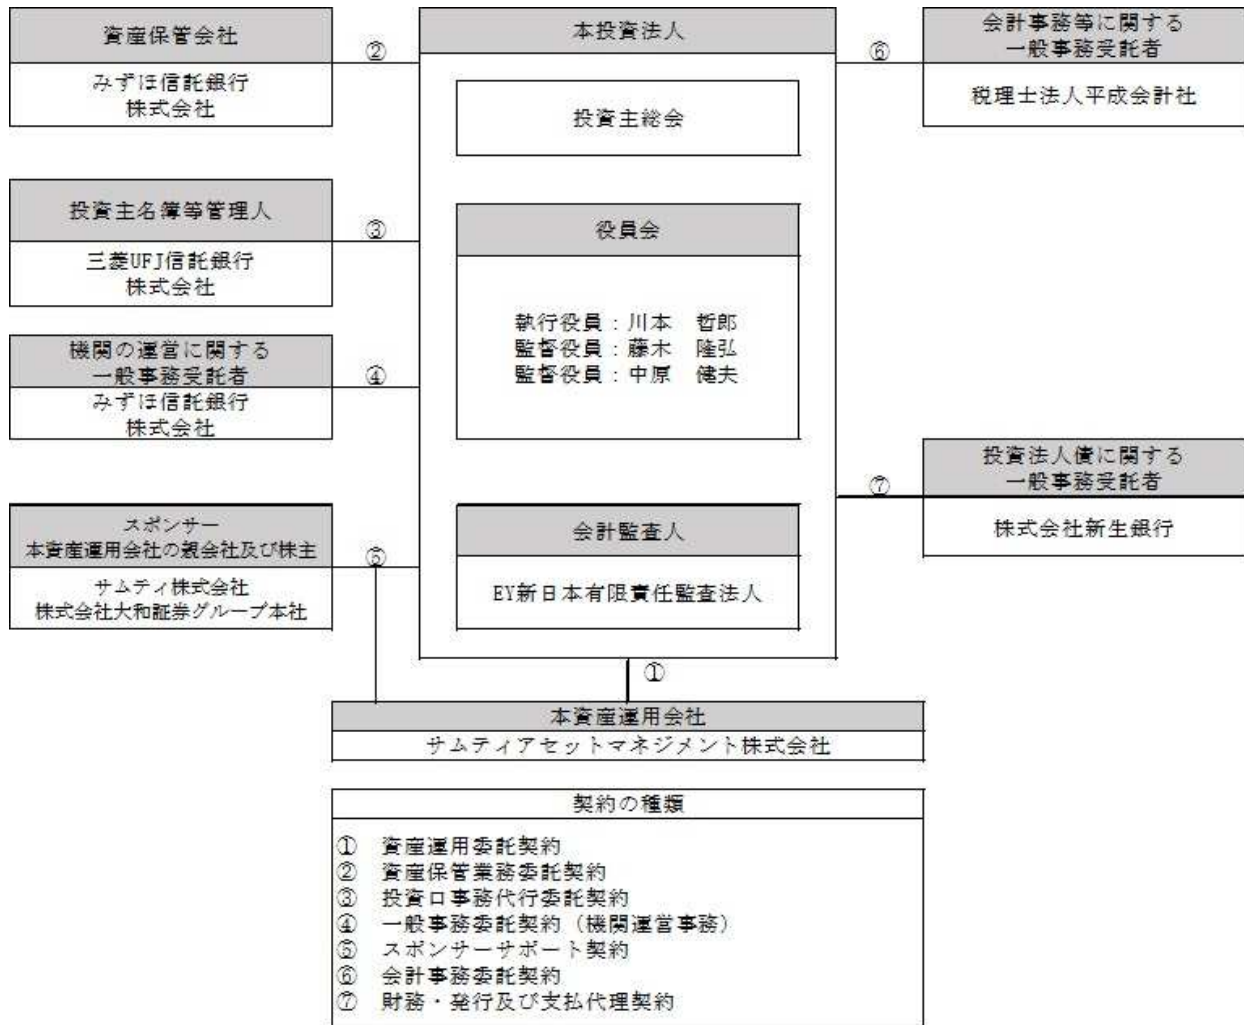 資産保管会社
みずほ信託銀行
株式会社
②
投資主名簿等管理人
三菱UFJ信託銀行
株式会社
③
機関の運営に関する
一般事務受託者
みずほ信託銀行
株式会社
④
スポンサー
本資産運用会社の親会社及び株主
サムティ株式会社
株式会社大和証券グループ本社
⑤
本投資法人
投資主総会
役員会
執行役員：川本　哲郎
監督役員：藤木　隆弘
監督役員：中原　健夫
会計監査人
EY新日本有限責任監査法人
⑥
会計事務等に関する
一般事務受託者
税理士法人平成会計社
⑦
投資法人債に関する
一般事務受託者
株式会社新生銀行
①
本資産運用会社
サムティアセットマネジメント株式会社
契約の種類
①　資産運用委託契約
②　資産保管業務委託契約
③　投資口事務代行委託契約
④　一般事務委託契約（機関運営事務）
⑤　スポンサーサポート契約
⑥　会計事務委託契約
⑦　財務・発行及び支払代理契約